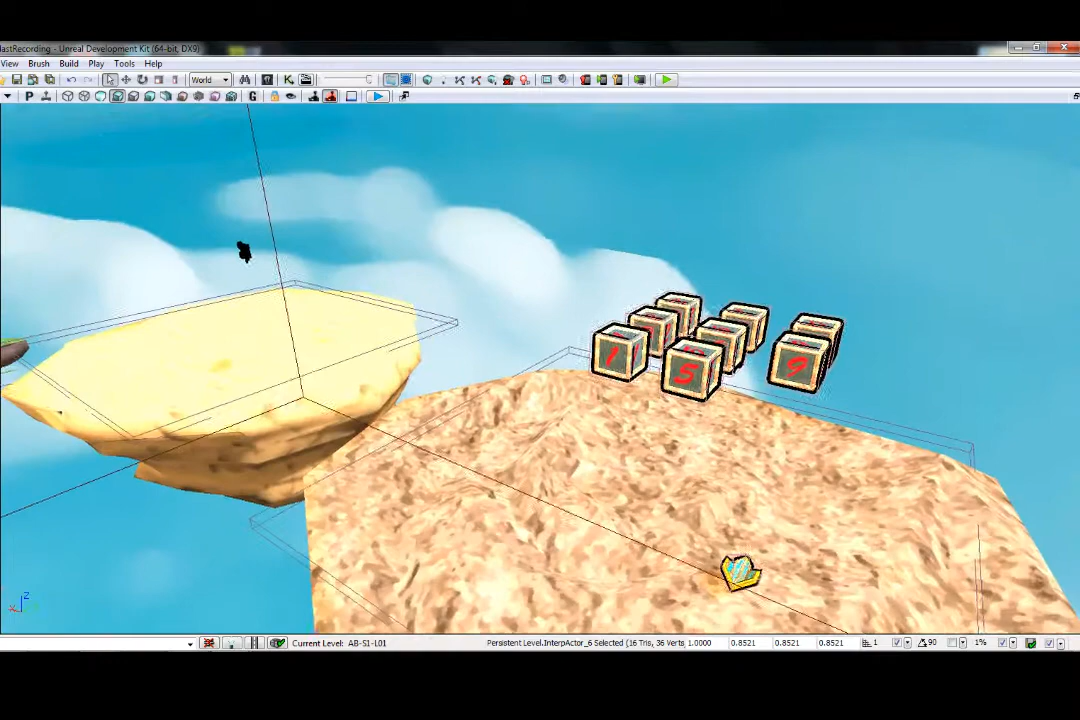 lastRecording - Unreal Development Kit (64-bit, DX9)
View Brush Build Play Tools Help
World
P G
1 5 9
Z
X
Current Level: AB-S1-L01 Persistent Level.InterpActor_6 Selected (16 Tris, 36 Verts 1.0000 0.8521 0.8521 0.8521 1 90 1%